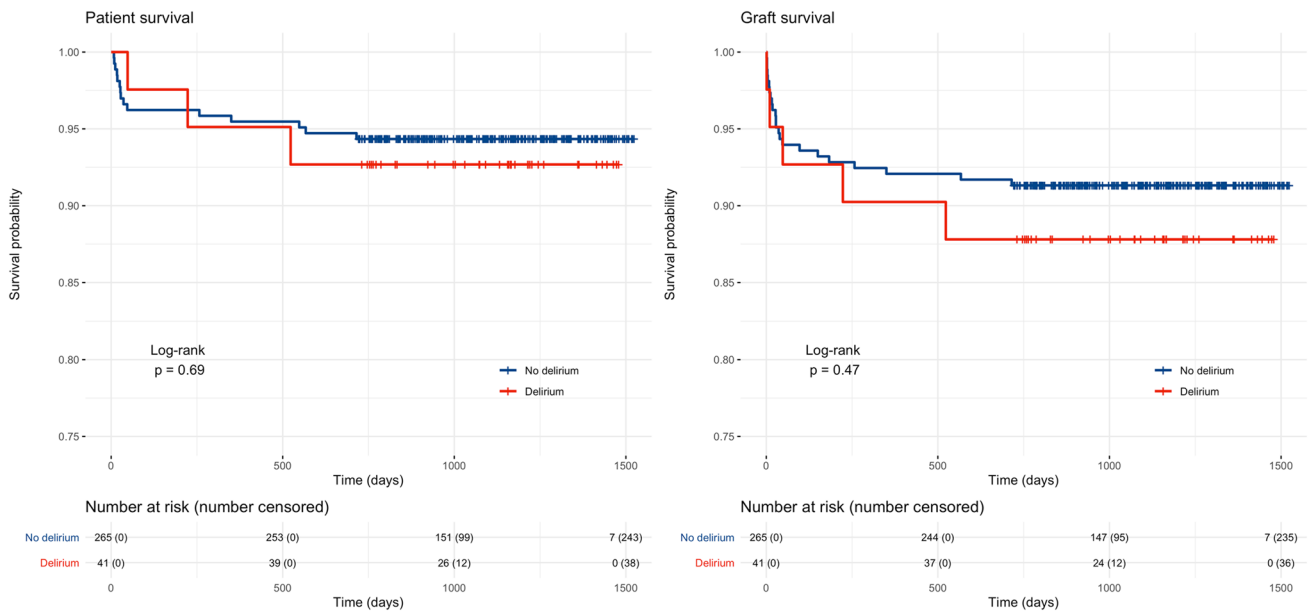 Patient survival
1.00
0.95
0.90
0.85
0.80
0.75
Survival probability
Log-rank
p = 0.69
No delirium
Delirium
0 500 1000 1500
Time (days)
Number at risk (number censored)
No delirium 265 (0) 253 (0) 151 (99) 7 (243)
Delirium 41 (0) 39 (0) 26 (12) 0 (38)
0 500 1000 1500
Time (days)
Graft survival
1.00
0.95
0.90
0.85
0.80
0.75
Survival probability
Log-rank
p = 0.47
No delirium
Delirium
0 500 1000 1500
Time (days)
Number at risk (number censored)
No delirium 265 (0) 244 (0) 147 (95) 7 (235)
Delirium 41 (0) 37 (0) 24 (12) 0 (36)
0 500 1000 1500
Time (days)